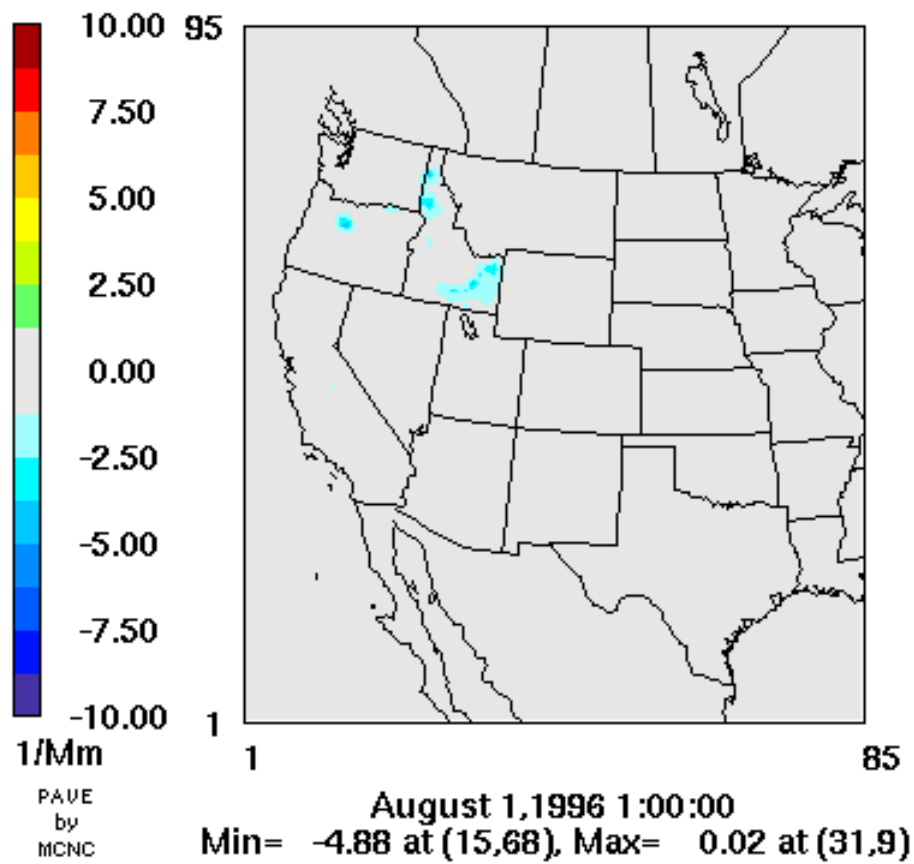 10.00
7.50
5.00
2.50
0.00
-2.50
-5.00
-7.50
-10.00
1/Mm
PAVE
by
MCNC
95
1
1
85
August 1,1996 1:00:00
Min= -4.88 at (15,68), Max= 0.02 at (31,9)